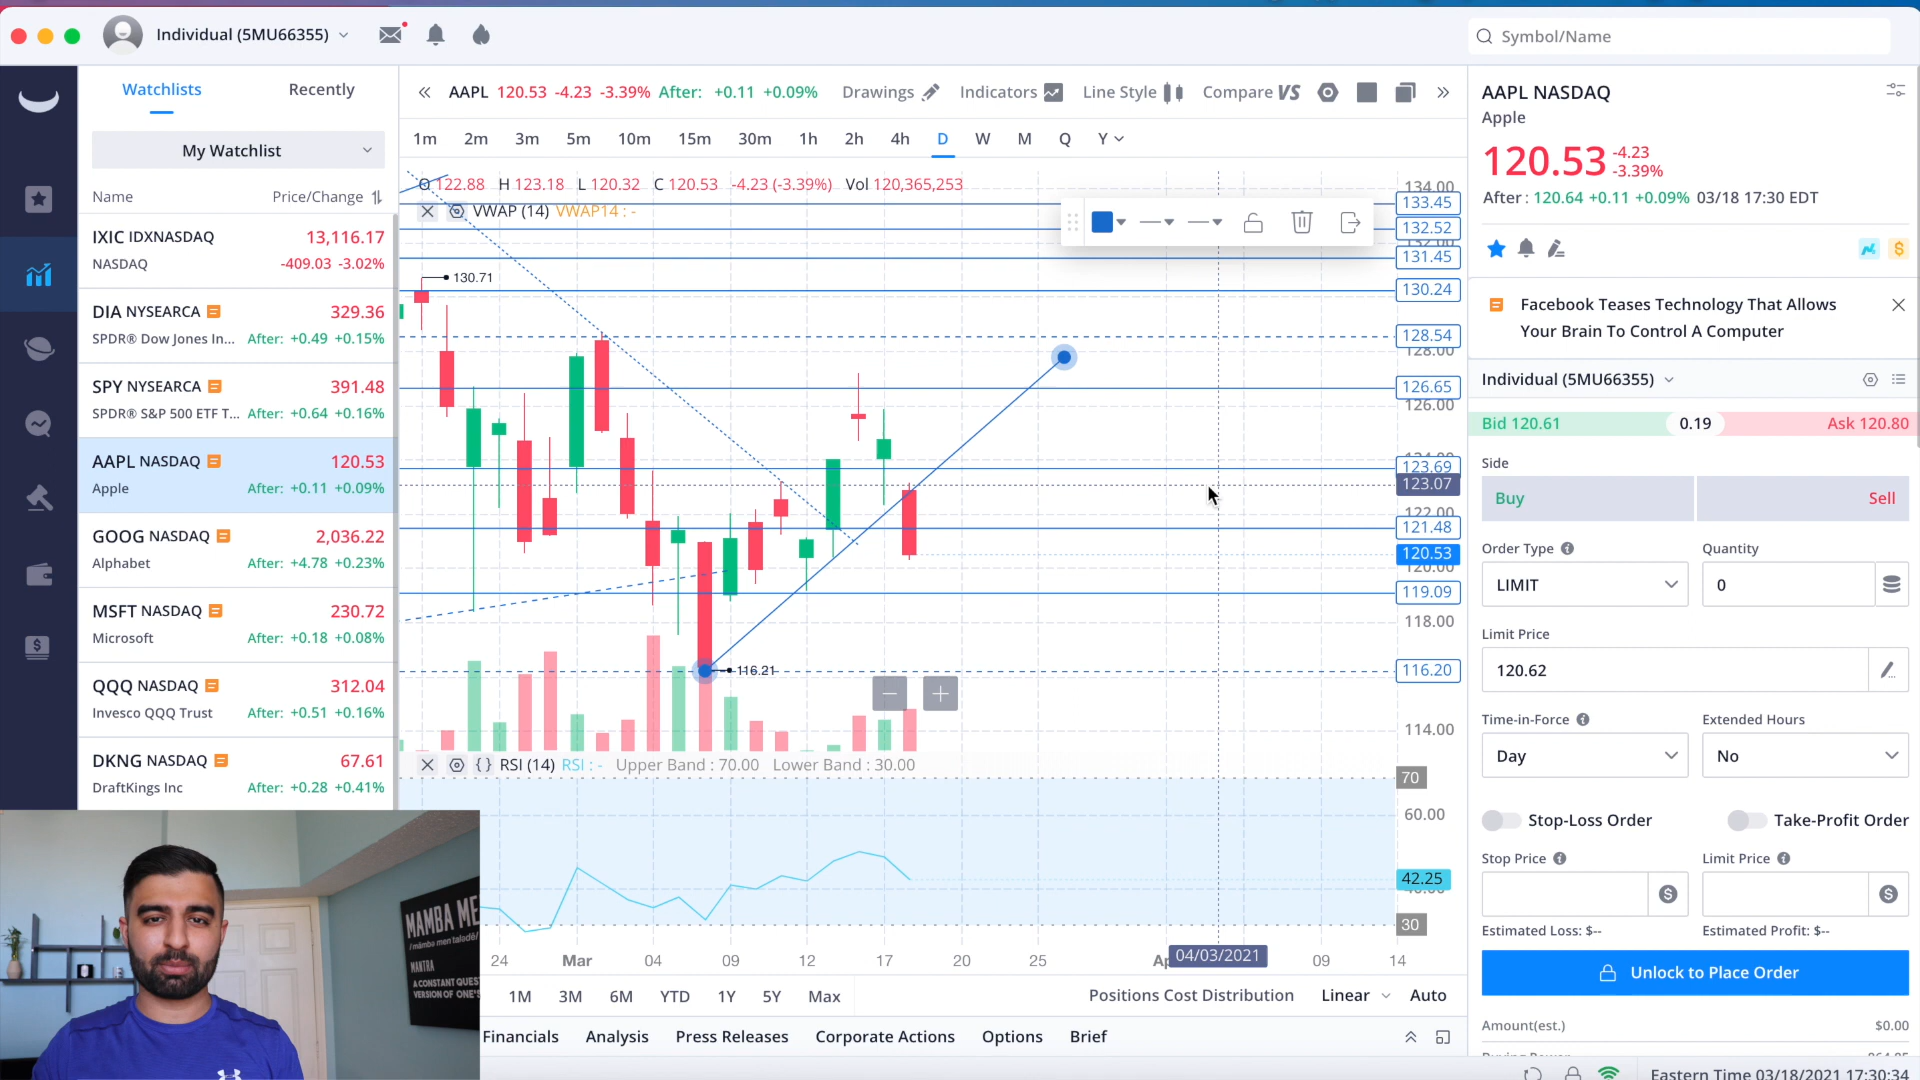 Individual (5MU66355)
Symbol/Name
Watchlists Recently
My Watchlist
Name Price/Change
IXIC IDXNASDAQ 13,116.17
NASDAQ -409.03 -3.02%
DIA NYSEARCA 329.36
SPDR® Dow Jones In... After: +0.49 +0.15%
SPY NYSEARCA 391.48
SPDR® S&P 500 ETF T... After: +0.64 +0.16%
AAPL NASDAQ 120.53
Apple After: +0.11 +0.09%
GOOG NASDAQ 2,036.22
Alphabet After: +4.78 +0.23%
MSFT NASDAQ 230.72
Microsoft After: +0.18 +0.08%
QQQ NASDAQ 312.04
Invesco QQQ Trust After: +0.51 +0.16%
DKNG NASDAQ 67.61
DraftKings Inc After: +0.28 +0.41%
AAPL 120.53 -4.23 -3.39% After: +0.11 +0.09% Drawings Indicators Line Style Compare VS
1m 2m 3m 5m 10m 15m 30m 1h 2h 4h D W M Q Y
O 122.88 H 123.18 L 120.32 C 120.53 -4.23 (-3.39%) Vol 120,365,253
VWAP (14) VWAP14 : -
134.00
133.45
132.52
132.00
131.45
130.71
130.24
128.54
128.00
126.65
126.00
123.69
123.07
122.00
121.48
120.53
120.00
119.09
118.00
116.21
116.20
114.00
{ } RSI (14) RSI : - Upper Band : 70.00 Lower Band : 30.00
70
60.00
42.25
30
24 Mar 04 09 12 17 20 25 Ap 04/03/2021 09 14
1M 3M 6M YTD 1Y 5Y Max
Positions Cost Distribution Linear Auto
Financials Analysis Press Releases Corporate Actions Options Brief
AAPL NASDAQ
Apple
120.53 -4.23
-3.39%
After : 120.64 +0.11 +0.09% 03/18 17:30 EDT
Facebook Teases Technology That Allows
Your Brain To Control A Computer
Individual (5MU66355)
Bid 120.61 0.19 Ask 120.80
Side
Buy Sell
Order Type Quantity
LIMIT 0
Limit Price
120.62
Time-in-Force Extended Hours
Day No
Stop-Loss Order Take-Profit Order
Stop Price Limit Price
Estimated Loss: $-- Estimated Profit: $--
Unlock to Place Order
Amount(est.) $0.00
Eastern Time 03/18/2021 17:30:34
MAMBA ME
MANTRA
A CONSTANT QUEST
VERSION OF ONE'S